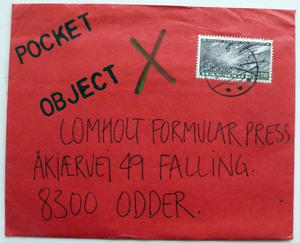 POCKET
OBJECT
X
LOMHOLT FORMULAR PRESS
ÅKJÆRVEJ 49 FALLING.
8300 ODDER.